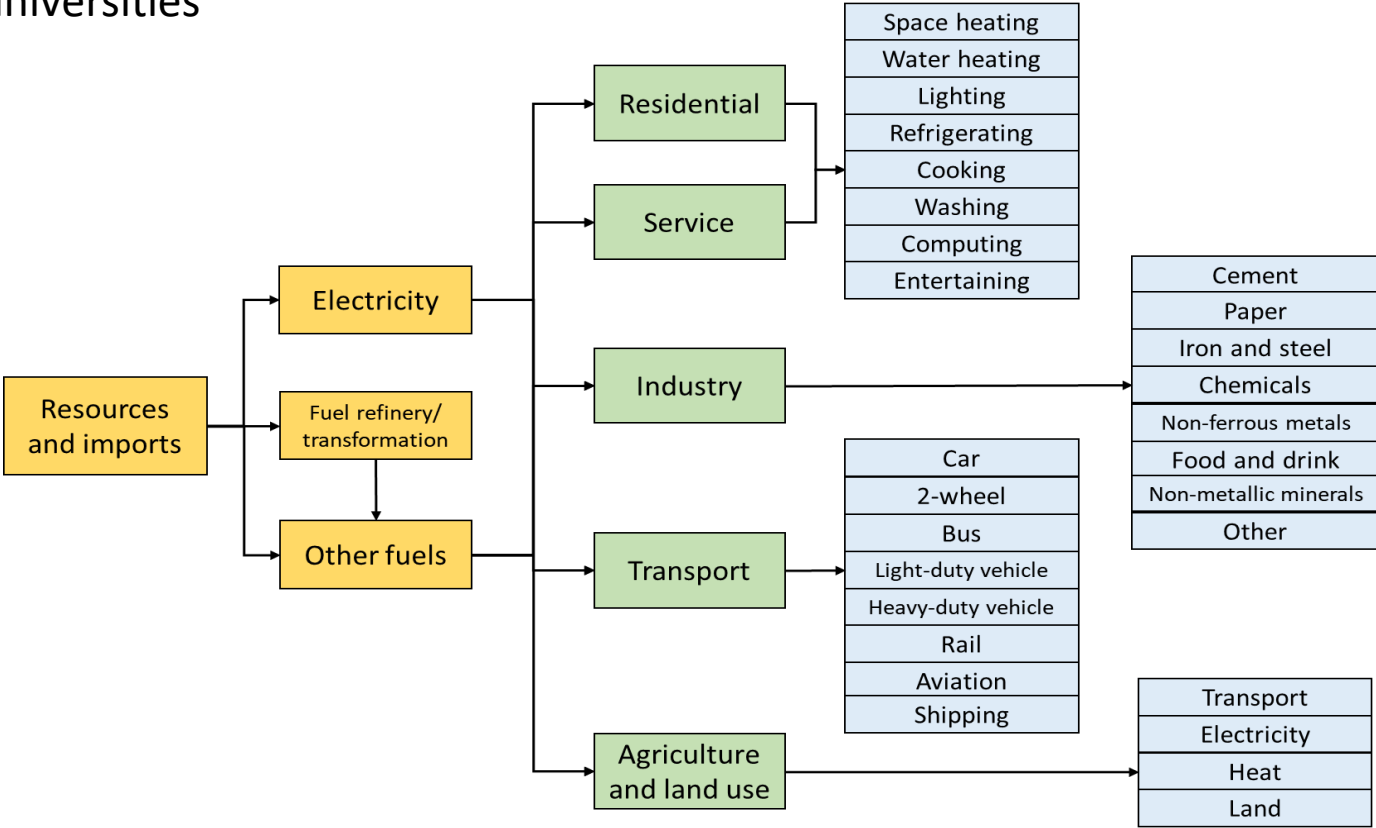 Space heating
Water heating
Lighting
Refrigerating
Cooking
Washing
Computing
Entertaining
Residential
Service
Electricity
Resources
and imports
Fuel refinery/
transformation
Other fuels
Industry
Cement
Paper
Iron and steel
Chemicals
Non-ferrous metals
Food and drink
Non-metallic minerals
Other
Transport
Car
2-wheel
Bus
Light-duty vehicle
Heavy-duty vehicle
Rail
Aviation
Shipping
Agriculture
and land use
Transport
Electricity
Heat
Land